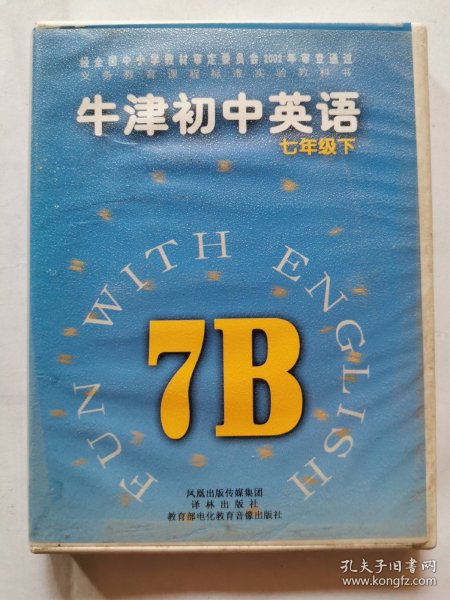 经全国中小学教材审定委员会2002年审查通过
义务教育课程标准实验教科书
牛津初中英语
七年级下
FUN WITH ENGLISH
7B
凤凰出版传媒集团
译林出版社
教育部电化教育音像出版社
孔夫子旧书网
www.kongfz.com